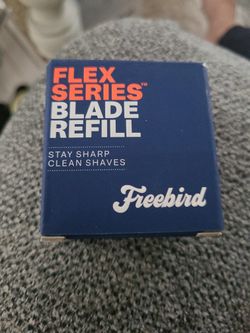 FLEX
SERIES™
BLADE
REFILL
STAY SHARP
CLEAN SHAVES
Freebird